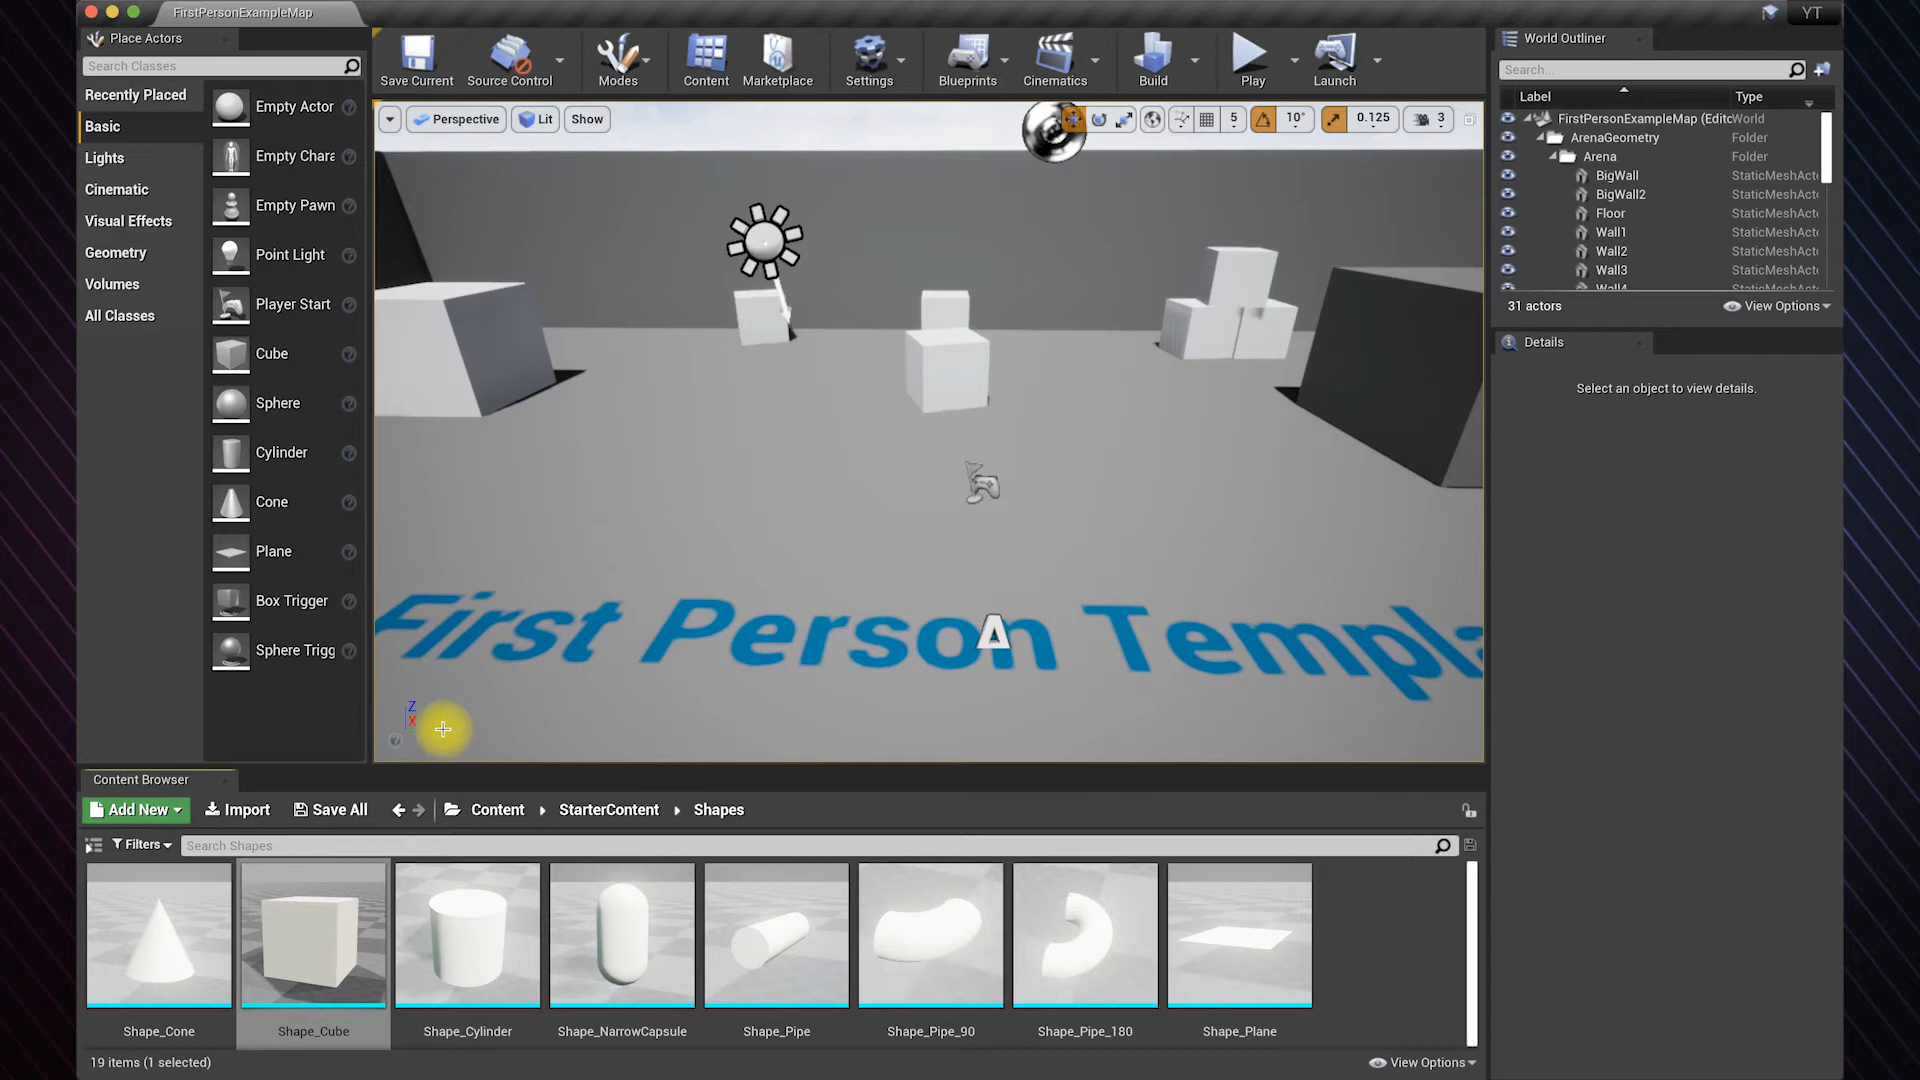 FirstPersonExampleMap
YT
Place Actors
Search Classes
Recently Placed
Basic
Lights
Cinematic
Visual Effects
Geometry
Volumes
All Classes
Empty Actor
Empty Chara
Empty Pawn
Point Light
Player Start
Cube
Sphere
Cylinder
Cone
Plane
Box Trigger
Sphere Trigg
Save Current
Source Control
Modes
Content
Marketplace
Settings
Blueprints
Cinematics
Build
Play
Launch
Perspective
Lit
Show
5
10°
0.125
3
First Person Templa
Z
X
World Outliner
Search...
Label
Type
FirstPersonExampleMap (Edito World
ArenaGeometry Folder
Arena Folder
BigWall StaticMeshActo
BigWall2 StaticMeshActo
Floor StaticMeshActo
Wall1 StaticMeshActo
Wall2 StaticMeshActo
Wall3 StaticMeshActo
Wall4
31 actors
View Options
Details
Select an object to view details.
Content Browser
Add New
Import
Save All
Content
StarterContent
Shapes
Filters
Search Shapes
Shape_Cone
Shape_Cube
Shape_Cylinder
Shape_NarrowCapsule
Shape_Pipe
Shape_Pipe_90
Shape_Pipe_180
Shape_Plane
19 items (1 selected)
View Options